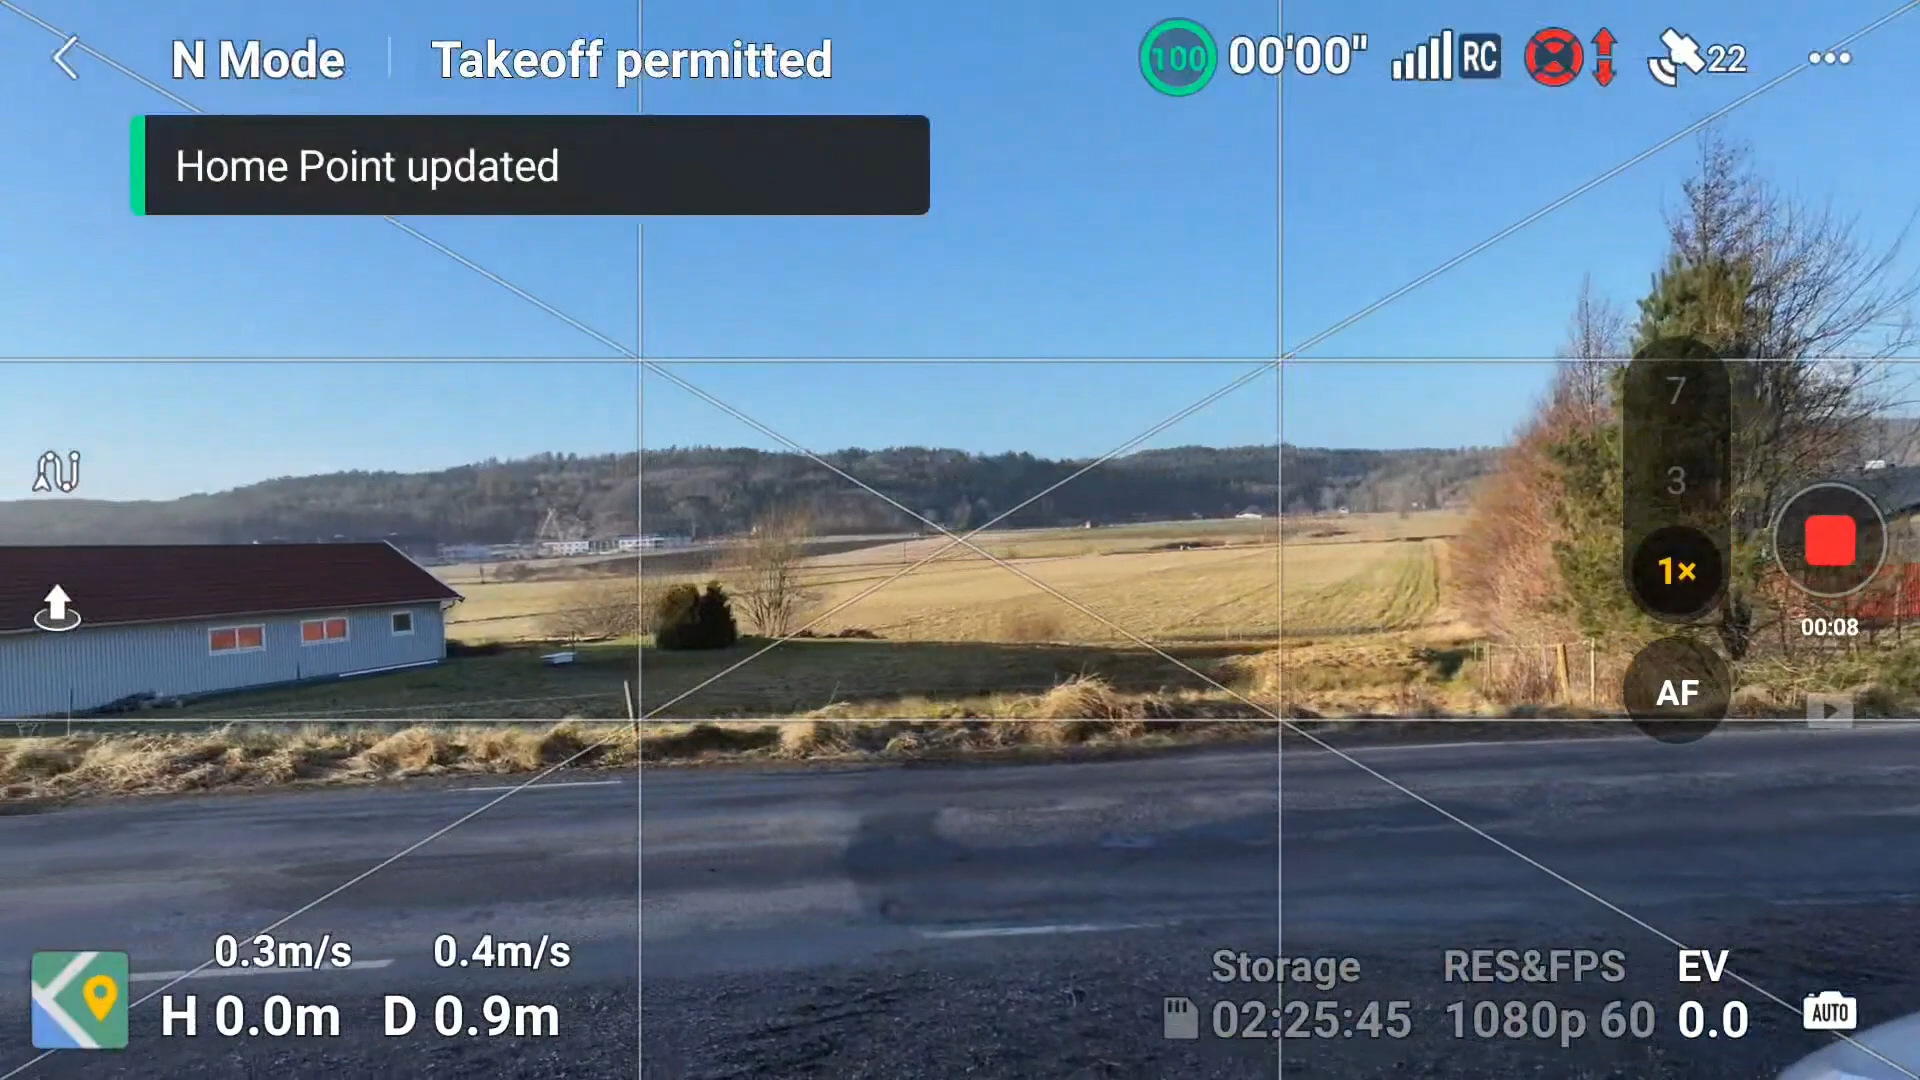 N Mode Takeoff permitted
100 00'00" RC 22
Home Point updated
7
3
1×
00:08
AF
0.3m/s 0.4m/s
H 0.0m D 0.9m
Storage RES&FPS EV
02:25:45 1080p 60 0.0
AUTO